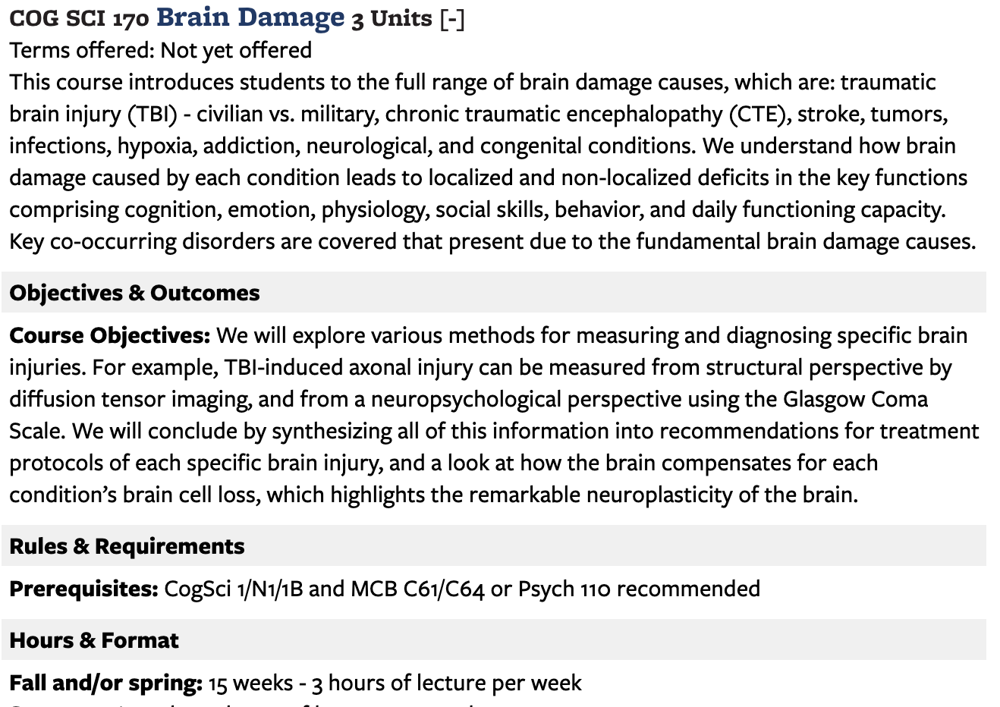 COG SCI 170 Brain Damage 3 Units [-]
Terms offered: Not yet offered
This course introduces students to the full range of brain damage causes, which are: traumatic
brain injury (TBI) - civilian vs. military, chronic traumatic encephalopathy (CTE), stroke, tumors,
infections, hypoxia, addiction, neurological, and congenital conditions. We understand how brain
damage caused by each condition leads to localized and non-localized deficits in the key functions
comprising cognition, emotion, physiology, social skills, behavior, and daily functioning capacity.
Key co-occurring disorders are covered that present due to the fundamental brain damage causes.
Objectives & Outcomes
Course Objectives: We will explore various methods for measuring and diagnosing specific brain
injuries. For example, TBI-induced axonal injury can be measured from structural perspective by
diffusion tensor imaging, and from a neuropsychological perspective using the Glasgow Coma
Scale. We will conclude by synthesizing all of this information into recommendations for treatment
protocols of each specific brain injury, and a look at how the brain compensates for each
condition’s brain cell loss, which highlights the remarkable neuroplasticity of the brain.
Rules & Requirements
Prerequisites: CogSci 1/N1/1B and MCB C61/C64 or Psych 110 recommended
Hours & Format
Fall and/or spring: 15 weeks - 3 hours of lecture per week